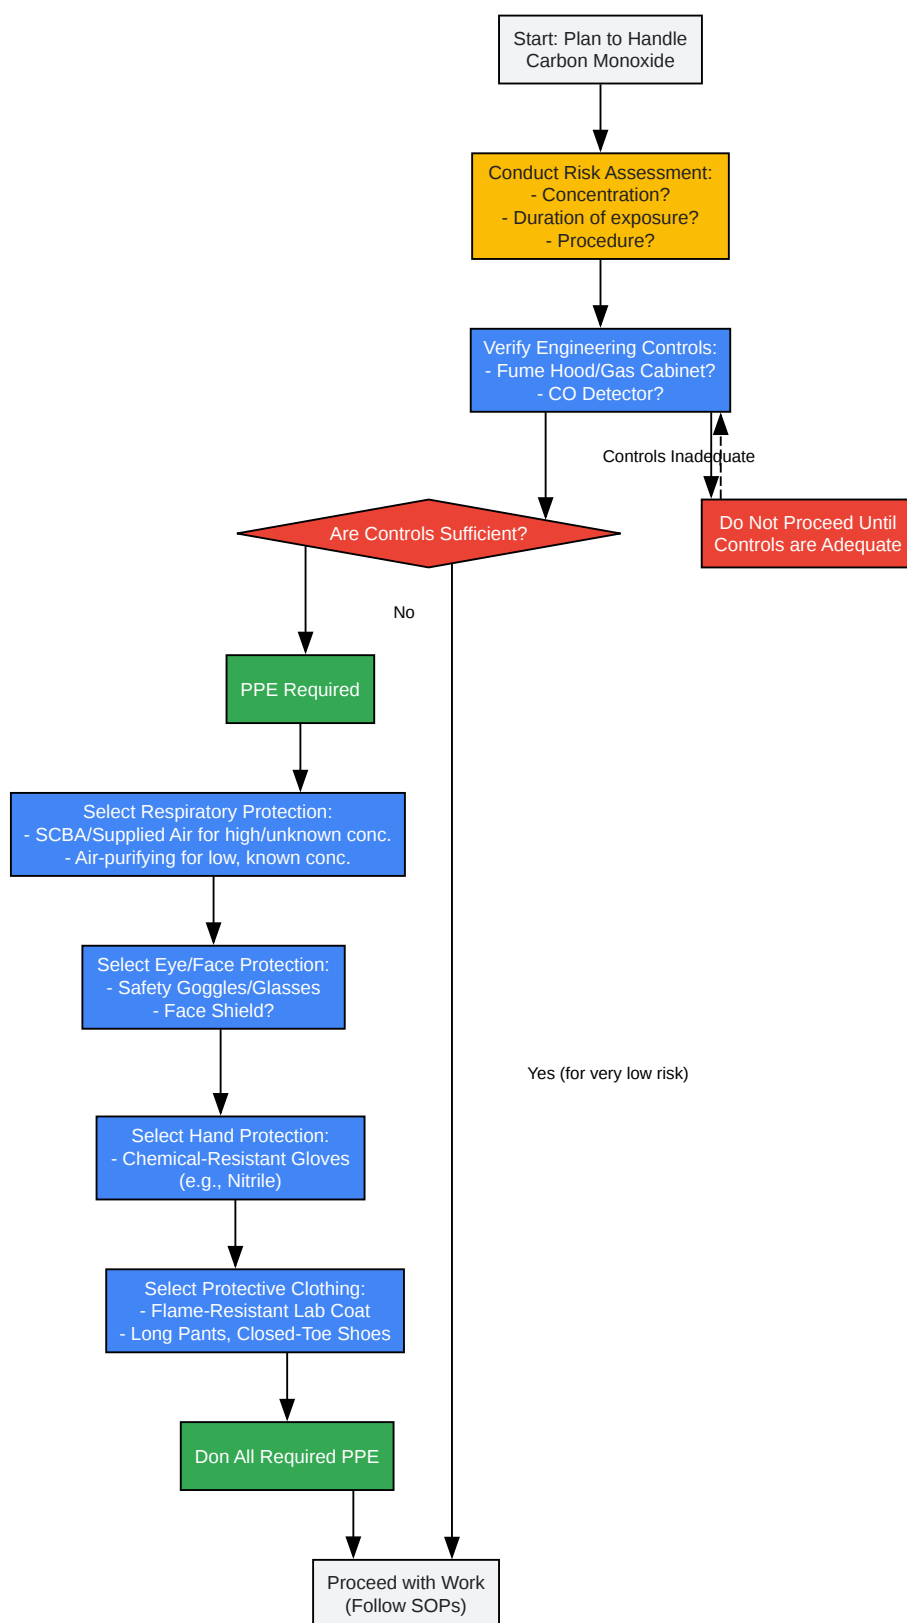 Start: Plan to Handle
Carbon Monoxide
Conduct Risk Assessment:
- Concentration?
- Duration of exposure?
- Procedure?
Verify Engineering Controls:
- Fume Hood/Gas Cabinet?
- CO Detector?
Controls Inadequate
Do Not Proceed Until
Controls are Adequate
Are Controls Sufficient?
No
PPE Required
Select Respiratory Protection:
- SCBA/Supplied Air for high/unknown conc.
- Air-purifying for low, known conc.
Select Eye/Face Protection:
- Safety Goggles/Glasses
- Face Shield?
Yes (for very low risk)
Select Hand Protection:
- Chemical-Resistant Gloves
(e.g., Nitrile)
Select Protective Clothing:
- Flame-Resistant Lab Coat
- Long Pants, Closed-Toe Shoes
Don All Required PPE
Proceed with Work
(Follow SOPs)